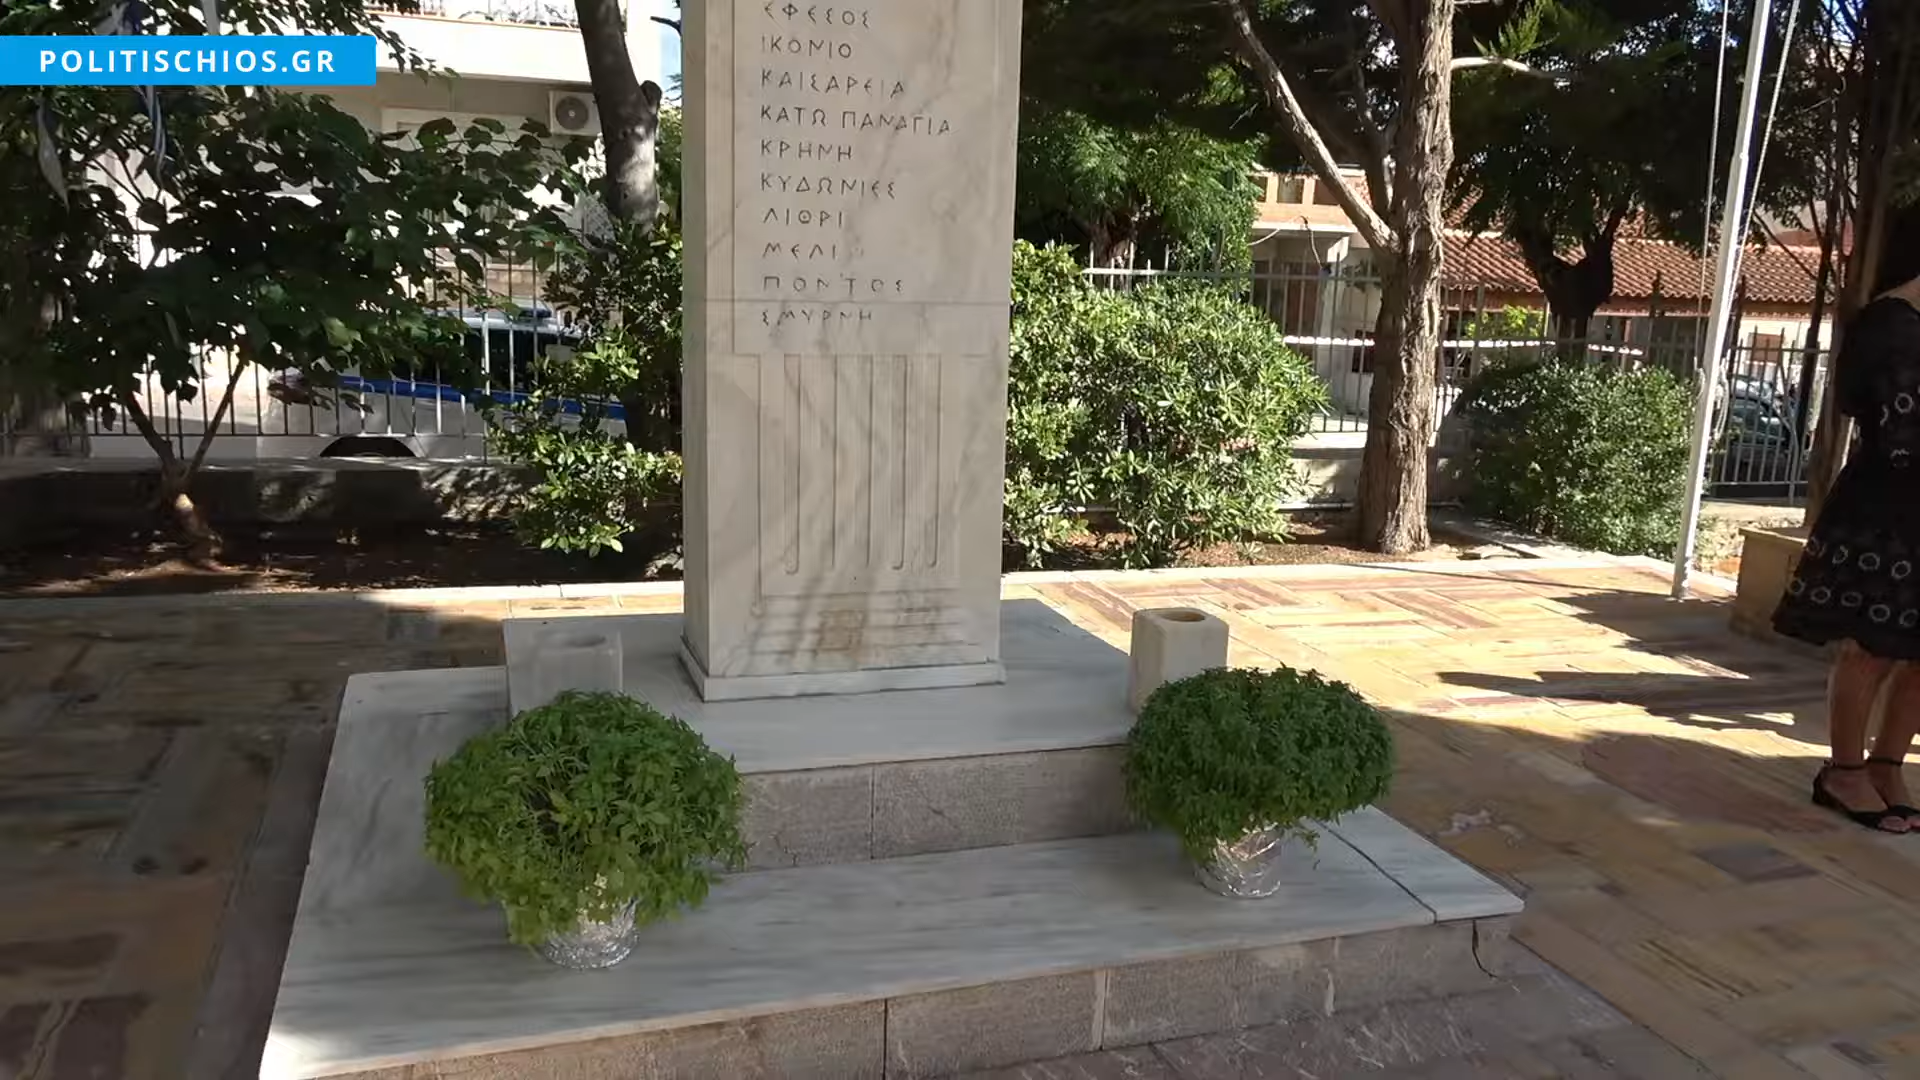 POLITISCHIOS.GR
ΕΦΕΣΟΣ
ΙΚΟΝΙΟ
ΚΑΙΣΑΡΕΙΑ
ΚΑΤΩ ΠΑΝΑΓΙΑ
ΚΡΗΝΗ
ΚΥΔΩΝΙΕΣ
ΛΙΘΡΙ
ΜΕΛΙ
ΠΟΝΤΟΣ
ΣΜΥΡΝΗ